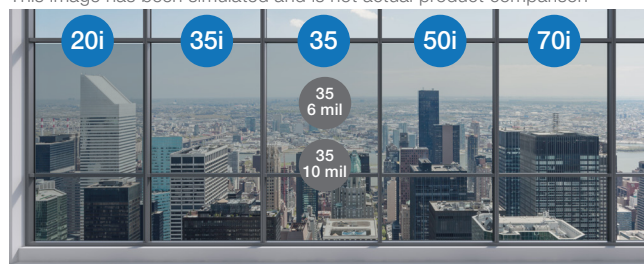 This image has been simulated and is not actual product comparison
20i
35i
35
50i
70i
35
6 mil
35
10 mil